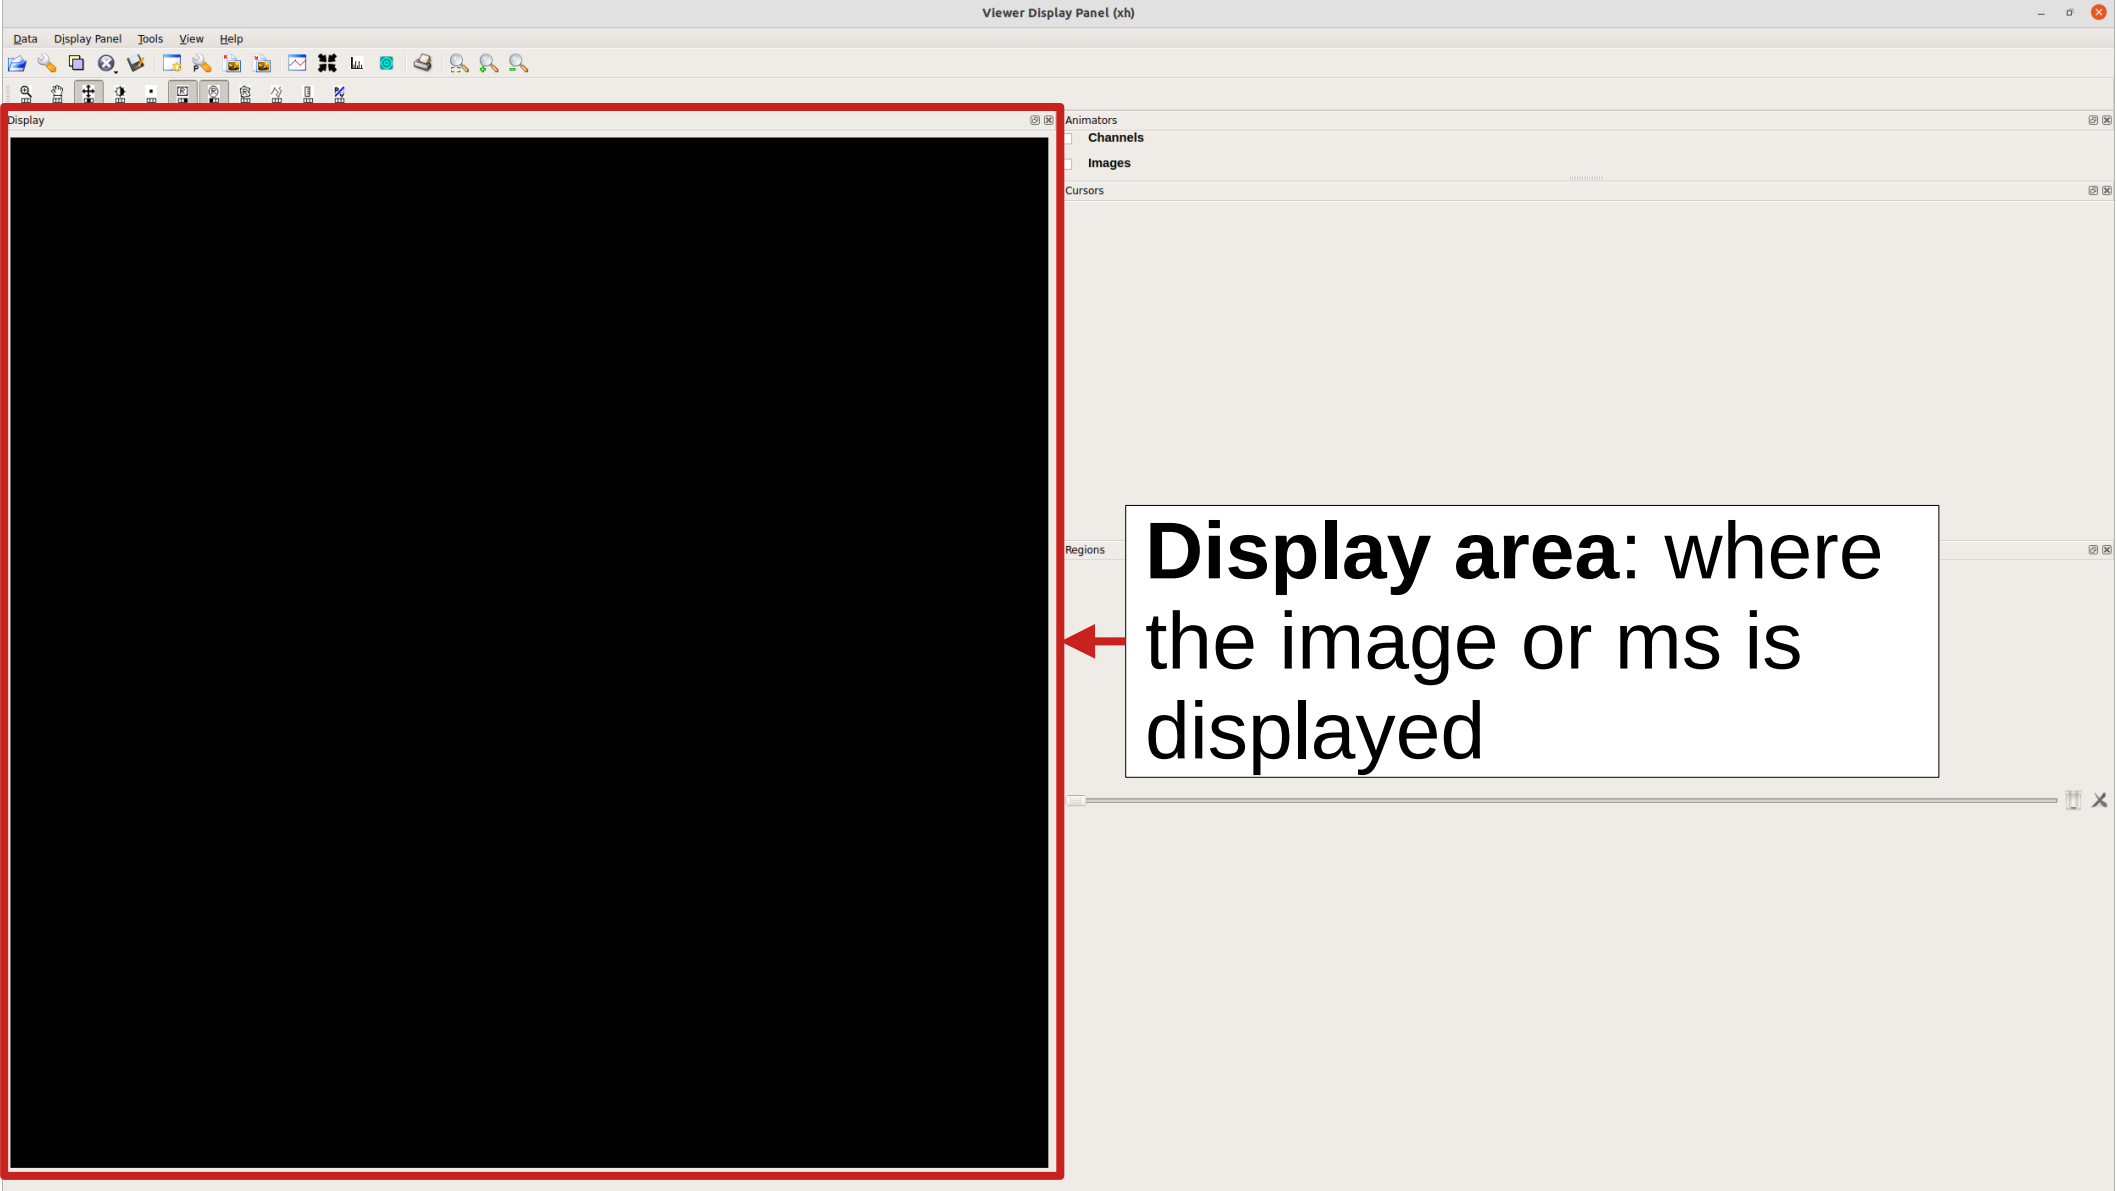 Viewer Display Panel (xh)
Data Display Panel Tools View Help
Display
Animators
Channels
Images
Cursors
Regions
Display area: where
the image or ms is
displayed